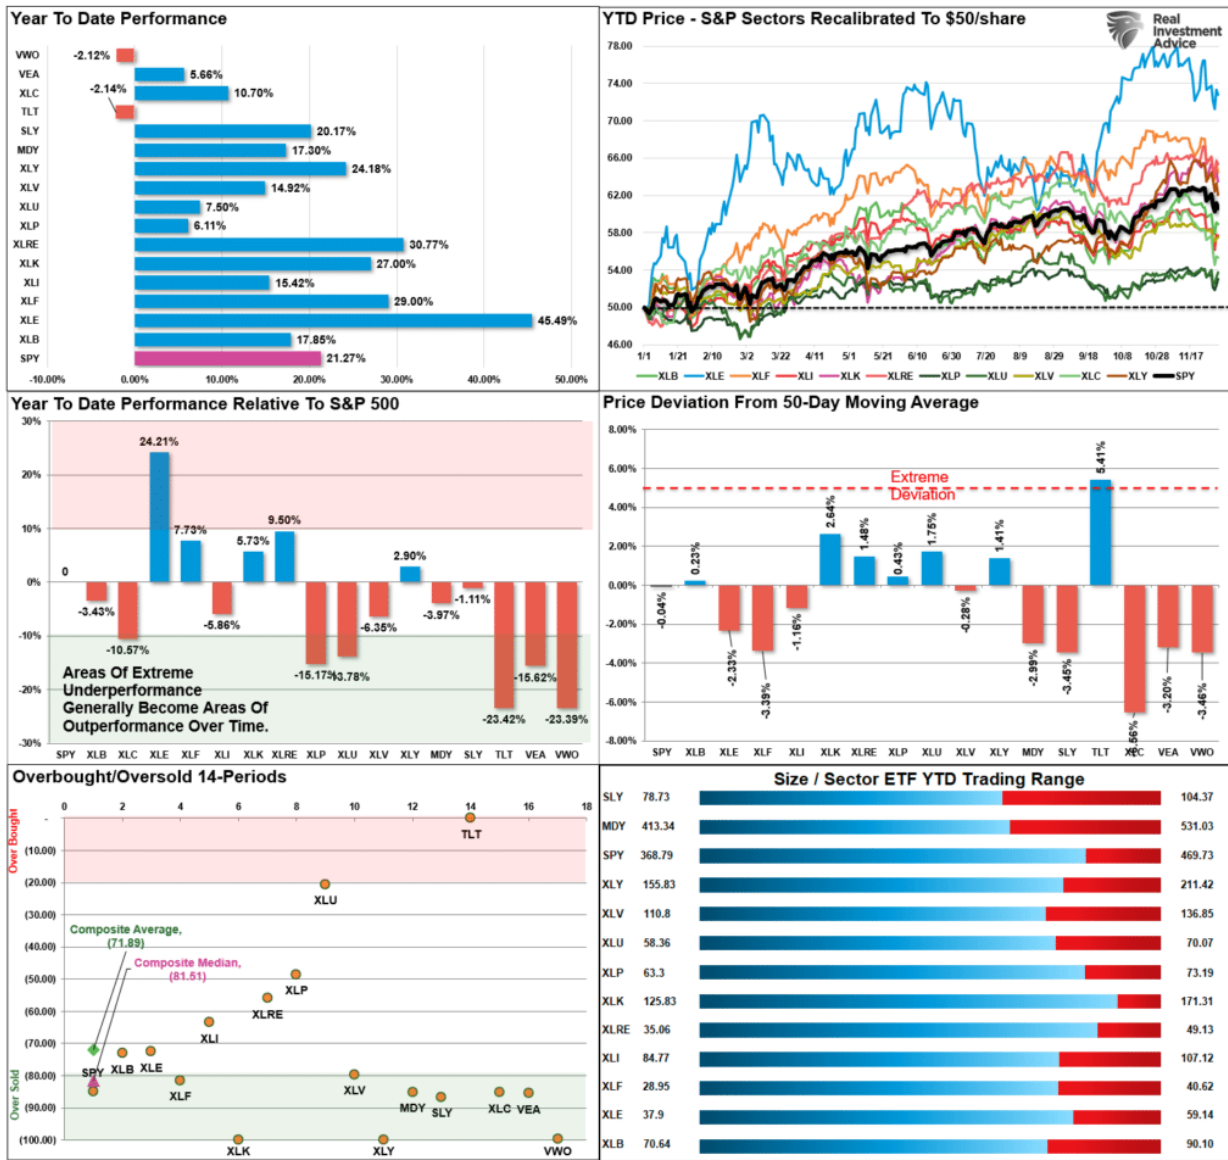 Year To Date Performance
VWO
-2.12%
VEA
5.66%
XLC
10.70%
-2.14%
TLT
SLY
20.17%
MDY
17.30%
XLY
24.18%
XLV
14.92%
XLU
7.50%
XLP
6.11%
XLRE
30.77%
XLK
27.00%
XLI
15.42%
XLF
29.00%
XLE
45.49%
XLB
17.85%
SPY
21.27%
-10.00% 0.00% 10.00% 20.00% 30.00% 40.00% 50.00%
YTD Price - S&P Sectors Recalibrated To $50/share
Real
Investment
Advice
78.00
74.00
70.00
66.00
62.00
58.00
54.00
50.00
46.00
1/1 1/21 2/10 3/2 3/22 4/11 5/1 5/21 6/10 6/30 7/20 8/9 8/29 9/18 10/8 10/28 11/17
XLB XLE XLF XLI XLK XLRE XLP XLU XLV XLC XLY SPY
Year To Date Performance Relative To S&P 500
30%
20%
10%
0%
-10%
-20%
-30%
0
-3.43%
-10.57%
24.21%
7.73%
-5.86%
5.73%
9.50%
-15.17%
-13.78%
-6.35%
2.90%
-3.97%
-1.11%
-23.42%
-15.62%
-23.39%
Areas Of Extreme
Underperformance
Generally Become Areas Of
Outperformance Over Time.
SPY XLB XLC XLE XLF XLI XLK XLRE XLP XLU XLV XLY MDY SLY TLT VEA VWO
Price Deviation From 50-Day Moving Average
8.00%
6.00%
4.00%
2.00%
0.00%
-2.00%
-4.00%
-6.00%
-8.00%
Extreme
Deviation
-0.04%
0.23%
-2.33%
-3.39%
-1.16%
2.64%
1.48%
0.43%
1.75%
-0.28%
1.41%
-2.99%
-3.45%
5.41%
-6.56%
-3.20%
-3.46%
SPY XLB XLE XLF XLI XLK XLRE XLP XLU XLV XLY MDY SLY TLT XLC VEA VWO
Overbought/Oversold 14-Periods
0 2 4 6 8 10 12 14 16 18
Over Bought
Over Sold
-
(10.00)
(20.00)
(30.00)
(40.00)
(50.00)
(60.00)
(70.00)
(80.00)
(90.00)
(100.00)
TLT
XLU
Composite Average,
(71.89)
Composite Median,
(81.51)
XLP
XLRE
XLI
SPY
XLB
XLE
XLF
XLV
MDY
SLY
XLC
VEA
XLK
XLY
VWO
Size / Sector ETF YTD Trading Range
SLY 78.73 104.37
MDY 413.34 531.03
SPY 368.79 469.73
XLY 155.83 211.42
XLV 110.8 136.85
XLU 58.36 70.07
XLP 63.3 73.19
XLK 125.83 171.31
XLRE 35.06 49.13
XLI 84.77 107.12
XLF 28.95 40.62
XLE 37.9 59.14
XLB 70.64 90.10